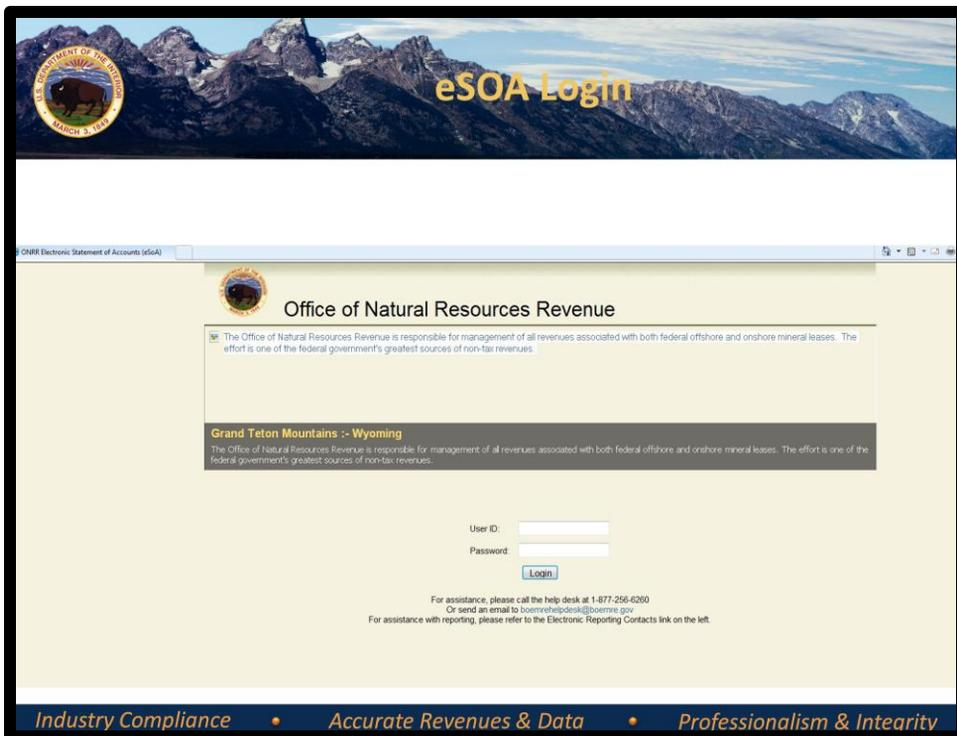 U.S. DEPARTMENT OF THE INTERIOR
MARCH 3, 1849
eSOA Login
ONRR Electronic Statement of Accounts (eSoA)
Office of Natural Resources Revenue
The Office of Natural Resources Revenue is responsible for management of all revenues associated with both federal offshore and onshore mineral leases. The
effort is one of the federal government's greatest sources of non-tax revenues.
Grand Teton Mountains :- Wyoming
The Office of Natural Resources Revenue is responsible for management of all revenues associated with both federal offshore and onshore mineral leases. The effort is one of the
federal government's greatest sources of non-tax revenues.
User ID:
Password:
Login
For assistance, please call the help desk at 1-877-256-6260
Or send an email to boemrehelpdesk@boemre.gov
For assistance with reporting, please refer to the Electronic Reporting Contacts link on the left.
Industry Compliance • Accurate Revenues & Data • Professionalism & Integrity